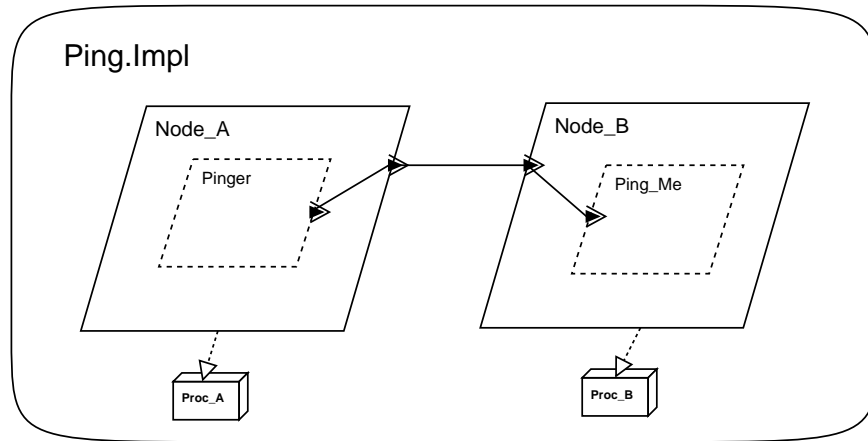 Ping.Impl
Node_A
Node_B
Pinger
Ping_Me
Proc_A
Proc_B